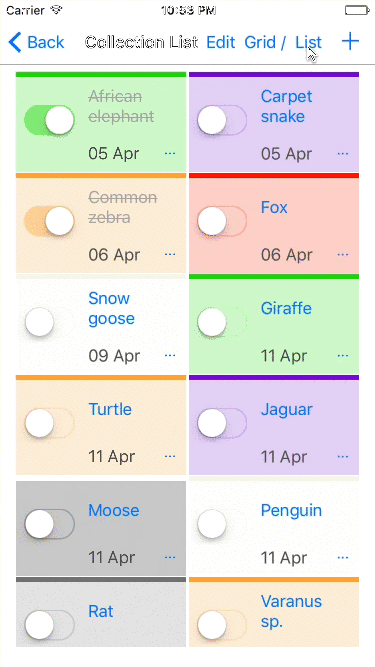 Carrier 10:53 PM
Back Collection List Edit Grid / List +
African
elephant
05 Apr ...
Carpet
snake
05 Apr ...
Common
zebra
06 Apr ...
Fox
06 Apr ...
Snow
goose
09 Apr ...
Giraffe
11 Apr ...
Turtle
11 Apr ...
Jaguar
11 Apr ...
Moose
11 Apr ...
Penguin
11 Apr ...
Rat
Varanus
sp.